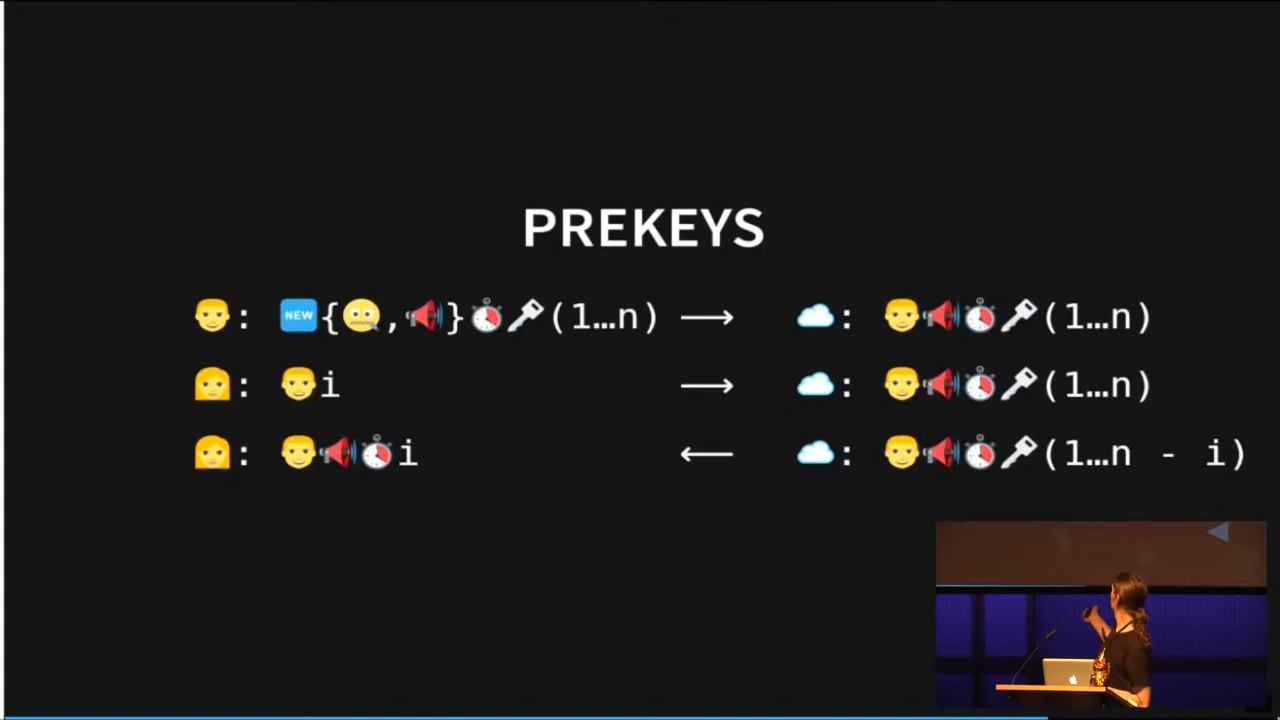 PREKEYS
👨: 🆕{🤐,📢}⏱🔑(1…n) ⟶ ☁: 👨📢⏱🔑(1…n)
👩: 👨i ⟶ ☁: 👨📢⏱🔑(1…n)
👩: 👨📢⏱i ⟵ ☁: 👨📢⏱🔑(1…n - i)